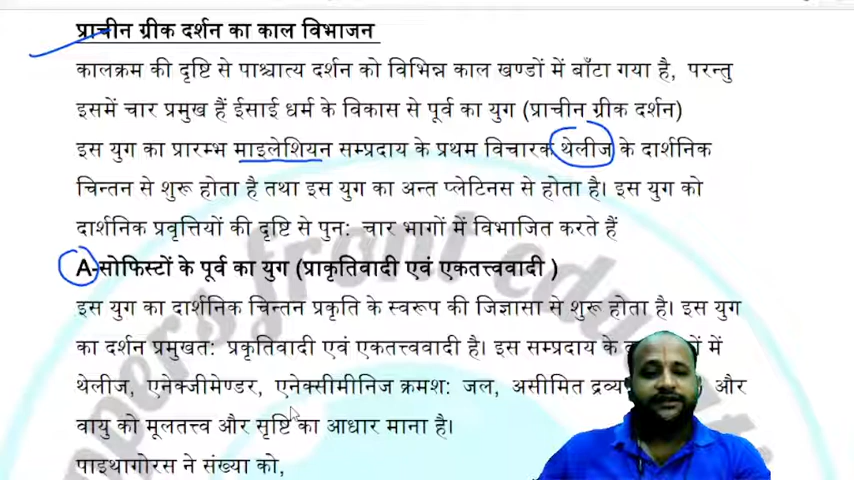 प्राचीन ग्रीक दर्शन का काल विभाजन
कालक्रम की दृष्टि से पाश्चात्य दर्शन को विभिन्न काल खण्डों में बाँटा गया है, परन्तु
इसमें चार प्रमुख हैं ईसाई धर्म के विकास से पूर्व का युग (प्राचीन ग्रीक दर्शन)
इस युग का प्रारम्भ माइलेशियन सम्प्रदाय के प्रथम विचारक थेलीज के दार्शनिक
चिन्तन से शुरू होता है तथा इस युग का अन्त प्लेटिनस से होता है। इस युग को
दार्शनिक प्रवृत्तियों की दृष्टि से पुन: चार भागों में विभाजित करते हैं
A-सोफिस्टों के पूर्व का युग (प्राकृतिवादी एवं एकतत्त्ववादी )
इस युग का दार्शनिक चिन्तन प्रकृति के स्वरूप की जिज्ञासा से शुरू होता है। इस युग
का दर्शन प्रमुखत: प्रकृतिवादी एवं एकतत्त्ववादी है। इस सम्प्रदाय के में
थेलीज, एनेक्जीमेण्डर, एनेक्सीमीनिज क्रमश: जल, असीमित द्रव्य और
वायु को मूलतत्त्व और सृष्टि का आधार माना है।
पाइथागोरस ने संख्या को,